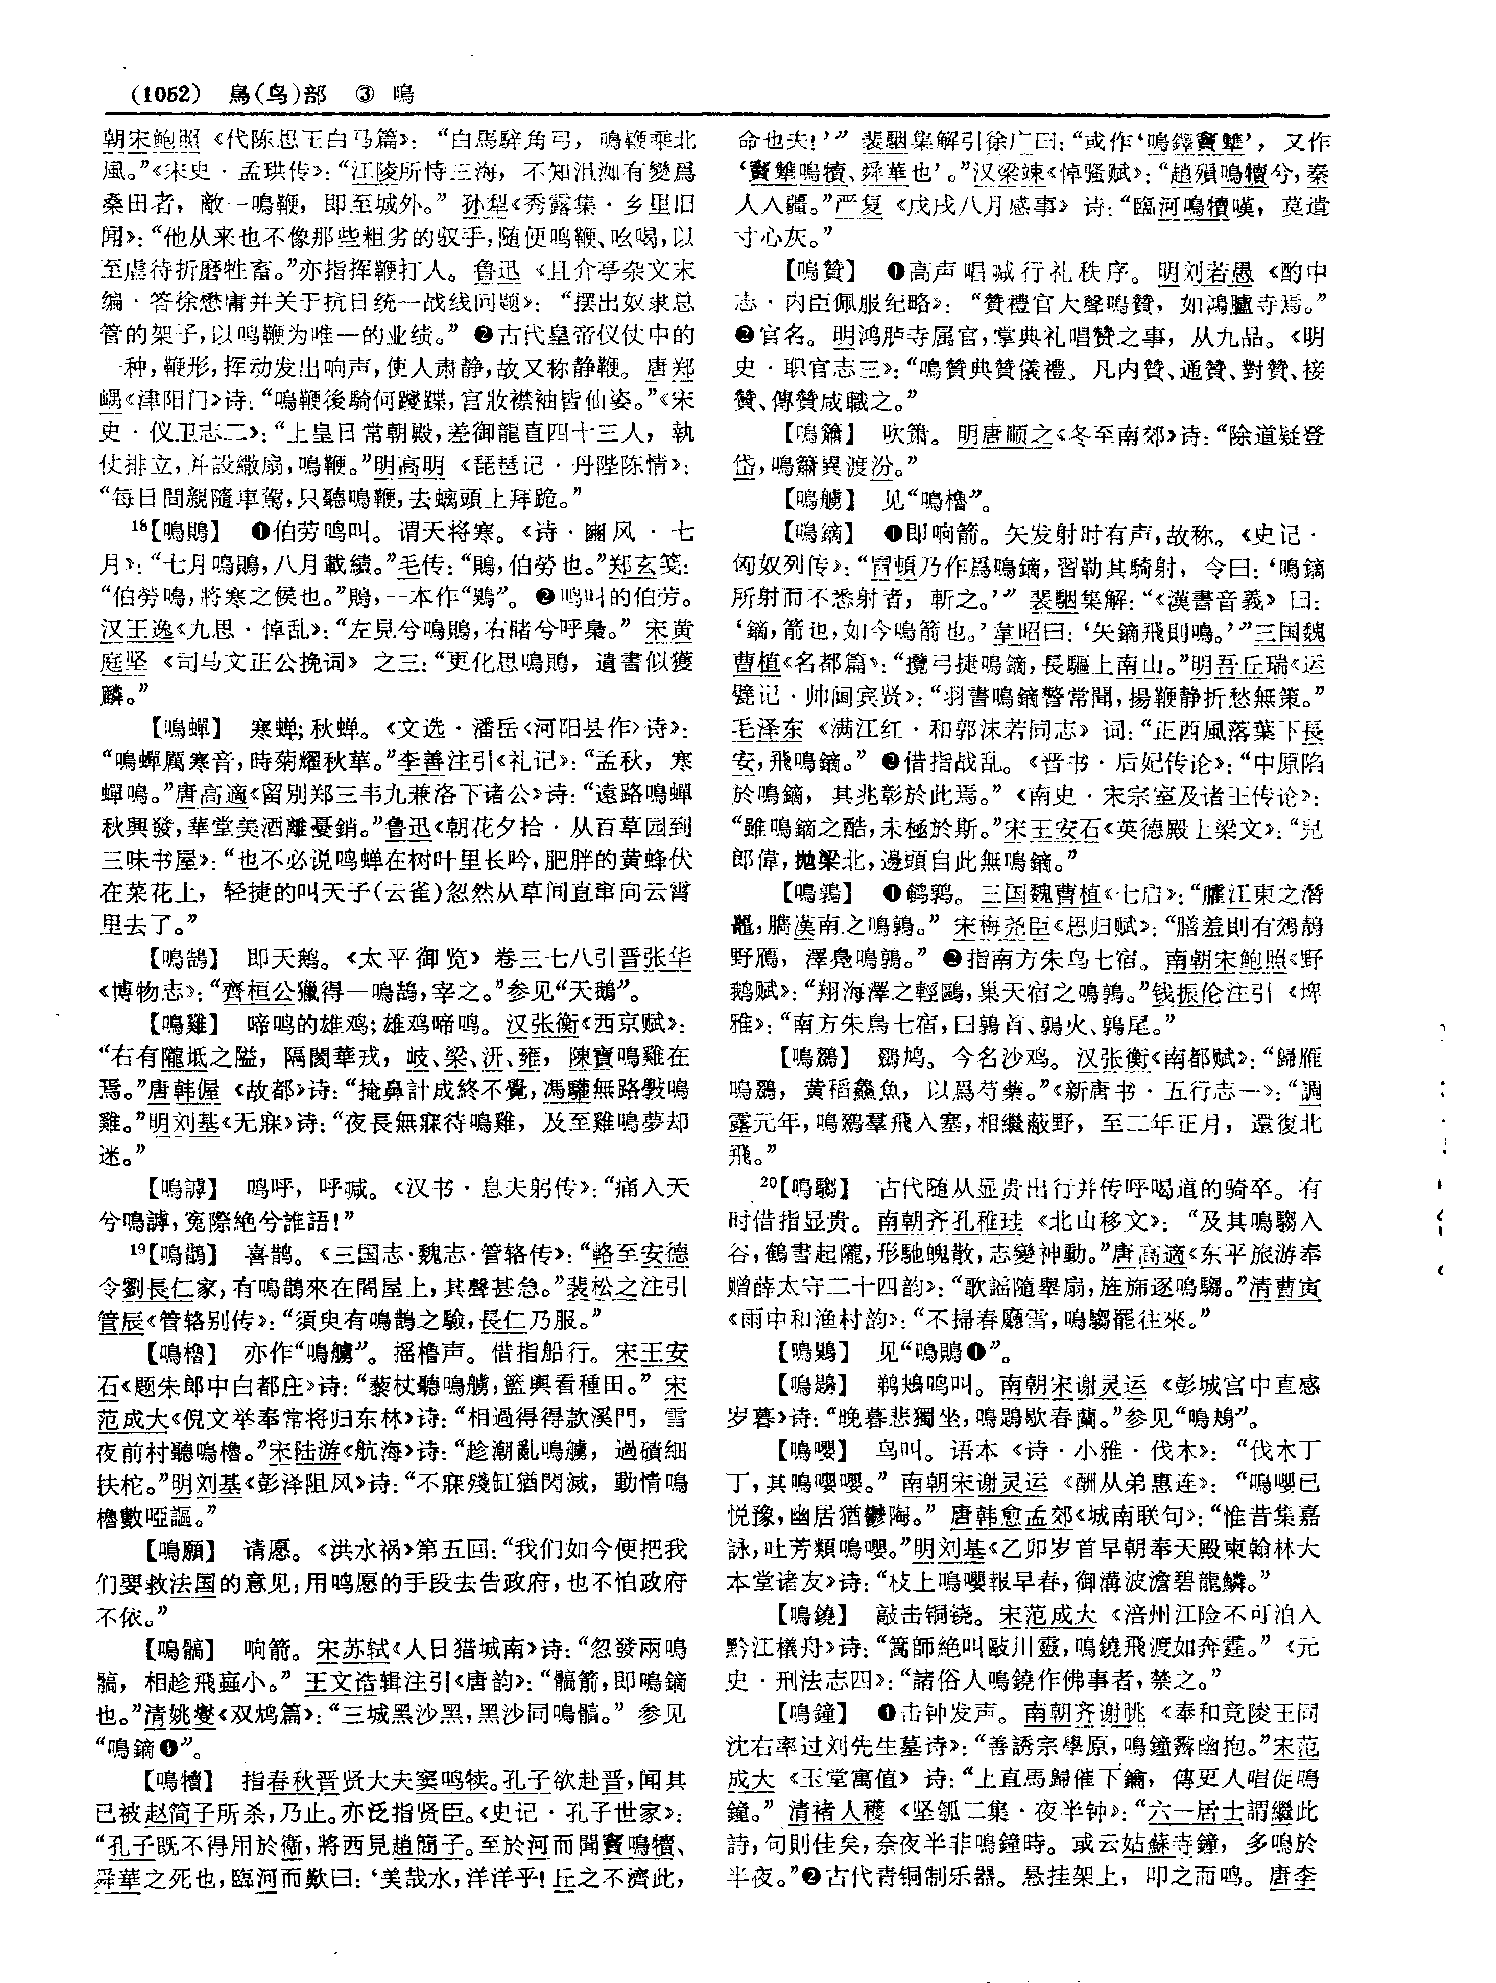 (1052) 鳥(鸟)部 ③ 鳴
朝宋鲍照《代陈思王白马篇》：“白馬騂角弓，鳴鞭乘北
風。”《宋史·孟珙传》：“江陵所恃三海，不知沮洳有變爲
桑田者，敵一鳴鞭，即至城外。”孙犁《秀露集·乡里旧
闻》：“他从来也不像那些粗劣的驭手，随便鸣鞭、吆喝，以
至虐待折磨牲畜。”亦指挥鞭打人。鲁迅《且介亭杂文末
编·答徐懋庸并关于抗日统一战线问题》：“摆出奴隶总
管的架子，以鸣鞭为唯一的业绩。”❷古代皇帝仪仗中的
一种，鞭形，挥动发出响声，使人肃静，故又称静鞭。唐郑
嵎《津阳门》诗：“鳴鞭後騎何躞蹀，宫妝襟袖皆仙姿。”《宋
史·仪卫志二》：“上皇日常朝殿，差御龍直四十三人，執
仗排立，并設繖扇，鳴鞭。”明高明《琵琶记·丹陛陈情》：
“每日間親隨車駕，只聽鳴鞭，去螭頭上拜跪。”
¹⁸【鳴鵙】 ❶伯劳鸣叫。谓天将寒。《诗·豳风·七
月》：“七月鳴鵙，八月載績。”毛传：“鵙，伯勞也。”郑玄笺：
“伯勞鳴，將寒之候也。”鵙，一本作“鶪”。❷鸣叫的伯劳。
汉王逸《九思·悼乱》：“左見兮鳴鵙，右睹兮呼梟。”宋黄
庭坚《司马文正公挽词》之三：“更化思鳴鵙，遺書似獲
麟。”
【鳴蟬】 寒蝉；秋蝉。《文选·潘岳〈河阳县作〉诗》：
“鳴蟬厲寒音，時菊耀秋華。”李善注引《礼记》：“孟秋，寒
蟬鳴。”唐高適《留别郑三韦九兼洛下诸公》诗：“遠路鳴蟬
秋興發，華堂美酒離憂銷。”鲁迅《朝花夕拾·从百草园到
三味书屋》：“也不必说鸣蝉在树叶里长吟，肥胖的黄蜂伏
在菜花上，轻捷的叫天子(云雀)忽然从草间直窜向云霄
里去了。”
【鳴鵠】 即天鹅。《太平御览》卷三七八引晋张华
《博物志》：“齊桓公獵得一鳴鵠，宰之。”参见“天鵝”。
【鳴雞】 啼鸣的雄鸡；雄鸡啼鸣。汉张衡《西京赋》：
“右有隴坻之隘，隔閡華戎，岐、梁、汧、雍，陳寶鳴雞在
焉。”唐韩偓《故都》诗：“掩鼻計成終不覺，馮驩無路斅鳴
雞。”明刘基《无寐》诗：“夜長無寐待鳴雞，及至雞鳴夢却
迷。”
【鳴謼】 鸣呼，呼喊。《汉书·息夫躬传》：“痛入天
兮鳴謼，冤際絶兮誰語！”
¹⁹【鳴鵲】 喜鹊。《三国志·魏志·管辂传》：“輅至安德
令劉長仁家，有鳴鵲來在閤屋上，其聲甚急。”裴松之注引
管辰《管辂别传》：“須臾有鳴鵲之驗，長仁乃服。”
【鳴櫓】 亦作“鳴艣”。摇橹声。借指船行。宋王安
石《题朱郎中白都庄》诗：“藜杖聽鳴艣，籃輿看種田。”宋
范成大《倪文举奉常将归东林》诗：“相過得得款溪門，雪
夜前村聽鳴櫓。”宋陆游《航海》诗：“趁潮亂鳴艣，過磧細
扶柁。”明刘基《彭泽阻风》诗：“不寐殘缸猶閃滅，動情鳴
櫓數啞謳。”
【鳴願】 请愿。《洪水祸》第五回：“我们如今便把我
们要救法国的意见，用鸣愿的手段去告政府，也不怕政府
不依。”
【鳴髇】 响箭。宋苏轼《人日猎城南》诗：“忽發兩鳴
髇，相趁飛蝱小。”王文诰辑注引《唐韵》：“髇箭，即鳴鏑
也。”清姚燮《双鸩篇》：“三城黑沙黑，黑沙同鳴髇。”参见
“鳴鏑❶”。
【鳴犢】 指春秋晋贤大夫窦鸣犊。孔子欲赴晋，闻其
已被赵简子所杀，乃止。亦泛指贤臣。《史记·孔子世家》：
“孔子既不得用於衛，將西見趙簡子。至於河而聞竇鳴犢、
舜華之死也，臨河而歎曰：‘美哉水，洋洋乎！丘之不濟此，
命也夫！’”裴駰集解引徐广曰：“或作‘鳴鐸竇犨’，又作
‘竇犨鳴犢、舜華也’。”汉梁竦《悼骚赋》：“趙殞鳴犢兮，秦
人入疆。”严复《戊戌八月感事》诗：“臨河鳴犢嘆，莫遣
寸心灰。”
【鳴贊】 ❶高声唱喊行礼秩序。明刘若愚《酌中
志·内臣佩服纪略》：“贊禮官大聲鳴贊，如鴻臚寺焉。”
❷官名。明鸿胪寺属官，掌典礼唱赞之事，从九品。《明
史·职官志三》：“鳴贊典贊儀禮。凡内贊、通贊、對贊、接
贊、傳贊咸職之。”
【鳴簫】 吹箫。明唐顺之《冬至南郊》诗：“除道疑登
岱，鳴簫異渡汾。”
【鳴艣】 见“鳴櫓”。
【鳴鏑】 ❶即响箭。矢发射时有声，故称。《史记·
匈奴列传》：“冒頓乃作爲鳴鏑，習勒其騎射，令曰：‘鳴鏑
所射而不悉射者，斬之。’”裴駰集解：“《漢書音義》曰：
‘鏑，箭也，如今鳴箭也。’韋昭曰：‘矢鏑飛則鳴。’”三国魏
曹植《名都篇》：“攬弓捷鳴鏑，長驅上南山。”明吾丘瑞《运
甓记·帅阃宾贤》：“羽書鳴鏑警常聞，揚鞭静折愁無策。”
毛泽东《满江红·和郭沫若同志》词：“正西風落葉下長
安，飛鳴鏑。”❷借指战乱。《晋书·后妃传论》：“中原陷
於鳴鏑，其兆彰於此焉。”《南史·宋宗室及诸王传论》：
“雖鳴鏑之酷，未極於斯。”宋王安石《英德殿上梁文》：“兒
郎偉，抛梁北，邊頭自此無鳴鏑。”
【鳴鶉】 ❶鹌鹑。三国魏曹植《七启》：“臛江東之潛
鼉，臇漢南之鳴鶉。”宋梅尧臣《思归赋》：“膳羞則有鵁鶄
野鴈，澤鳧鳴鶉。”❷指南方朱鸟七宿。南朝宋鲍照《野
鹅赋》：“翔海澤之輕鷗，巢天宿之鳴鶉。”钱振伦注引《埤
雅》：“南方朱鳥七宿，曰鶉首、鶉火、鶉尾。”
【鳴鵽】 鵽鸠。今名沙鸡。汉张衡《南都赋》：“歸雁
鳴鵽，黄稻鱻魚，以爲芍藥。”《新唐书·五行志一》：“調
露元年，鳴鵽羣飛入塞，相繼蔽野，至二年正月，還復北
飛。”
²⁰【鳴騶】 古代随从显贵出行并传呼喝道的骑卒。有
时借指显贵。南朝齐孔稚珪《北山移文》：“及其鳴騶入
谷，鶴書起隴，形馳魄散，志變神動。”唐高適《东平旅游奉
赠薛太守二十四韵》：“歌謡隨舉扇，旌旆逐鳴騶。”清曹寅
《雨中和渔村韵》：“不掃春廳雪，鳴騶罷往來。”
【鳴鶪】 见“鳴鵙❶”。
【鳴鶗】 鹈鴂鸣叫。南朝宋谢灵运《彭城宫中直感
岁暮》诗：“晚暮悲獨坐，鳴鶗歇春蘭。”参见“鳴鴂”。
【鳴嚶】 鸟叫。语本《诗·小雅·伐木》：“伐木丁
丁，其鳴嚶嚶。”南朝宋谢灵运《酬从弟惠连》：“鳴嚶已
悦豫，幽居猶鬱陶。”唐韩愈孟郊《城南联句》：“惟昔集嘉
詠，吐芳類鳴嚶。”明刘基《乙卯岁首早朝奉天殿柬翰林大
本堂诸友》诗：“枝上鳴嚶報早春，御溝波澹碧龍鱗。”
【鳴鐃】 敲击铜铙。宋范成大《涪州江险不可泊入
黔江檥舟》诗：“篙師絶叫敺川靈，鳴鐃飛渡如奔霆。”《元
史·刑法志四》：“諸俗人鳴鐃作佛事者，禁之。”
【鳴鐘】 ❶击钟发声。南朝齐谢朓《奉和竟陵王同
沈右率过刘先生墓诗》：“善誘宗學原，鳴鐘霽幽抱。”宋范
成大《玉堂寓值》诗：“上直馬歸催下鑰，傳更人唱促鳴
鐘。”清褚人穫《坚瓠二集·夜半钟》：“六一居士謂繼此
詩，句則佳矣，奈夜半非鳴鐘時。或云姑蘇寺鐘，多鳴於
半夜。”❷古代青铜制乐器。悬挂架上，叩之而鸣。唐李